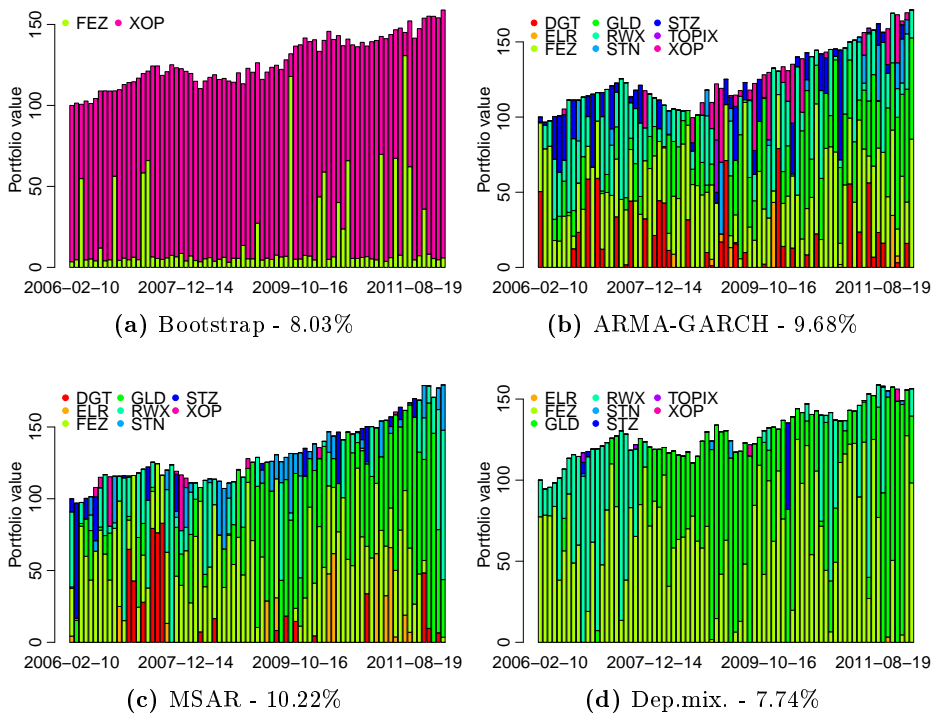 FEZ XOP
Portfolio value
0 50 100 150
2006−02−10 2007−12−14 2009−10−16 2011−08−19
(a) Bootstrap - 8.03%
DGT GLD STZ
ELR RWX TOPIX
FEZ STN XOP
Portfolio value
0 50 100 150
2006−02−10 2007−12−14 2009−10−16 2011−08−19
(b) ARMA-GARCH - 9.68%
DGT GLD STZ
ELR RWX XOP
FEZ STN
Portfolio value
0 50 100 150
2006−02−10 2007−12−14 2009−10−16 2011−08−19
(c) MSAR - 10.22%
ELR RWX TOPIX
FEZ STN XOP
GLD STZ
Portfolio value
0 50 100 150
2006−02−10 2007−12−14 2009−10−16 2011−08−19
(d) Dep.mix. - 7.74%